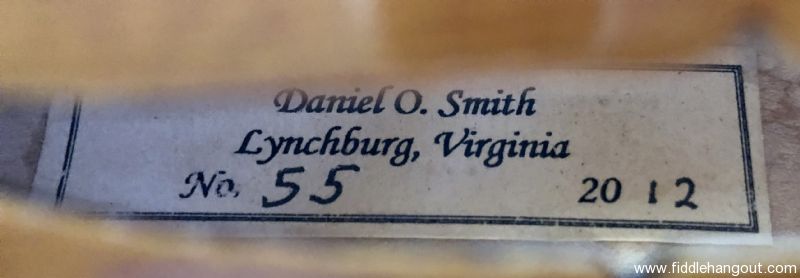 Daniel O. Smith
Lynchburg, Virginia
No. 55 2012
www.fiddlehangout.com